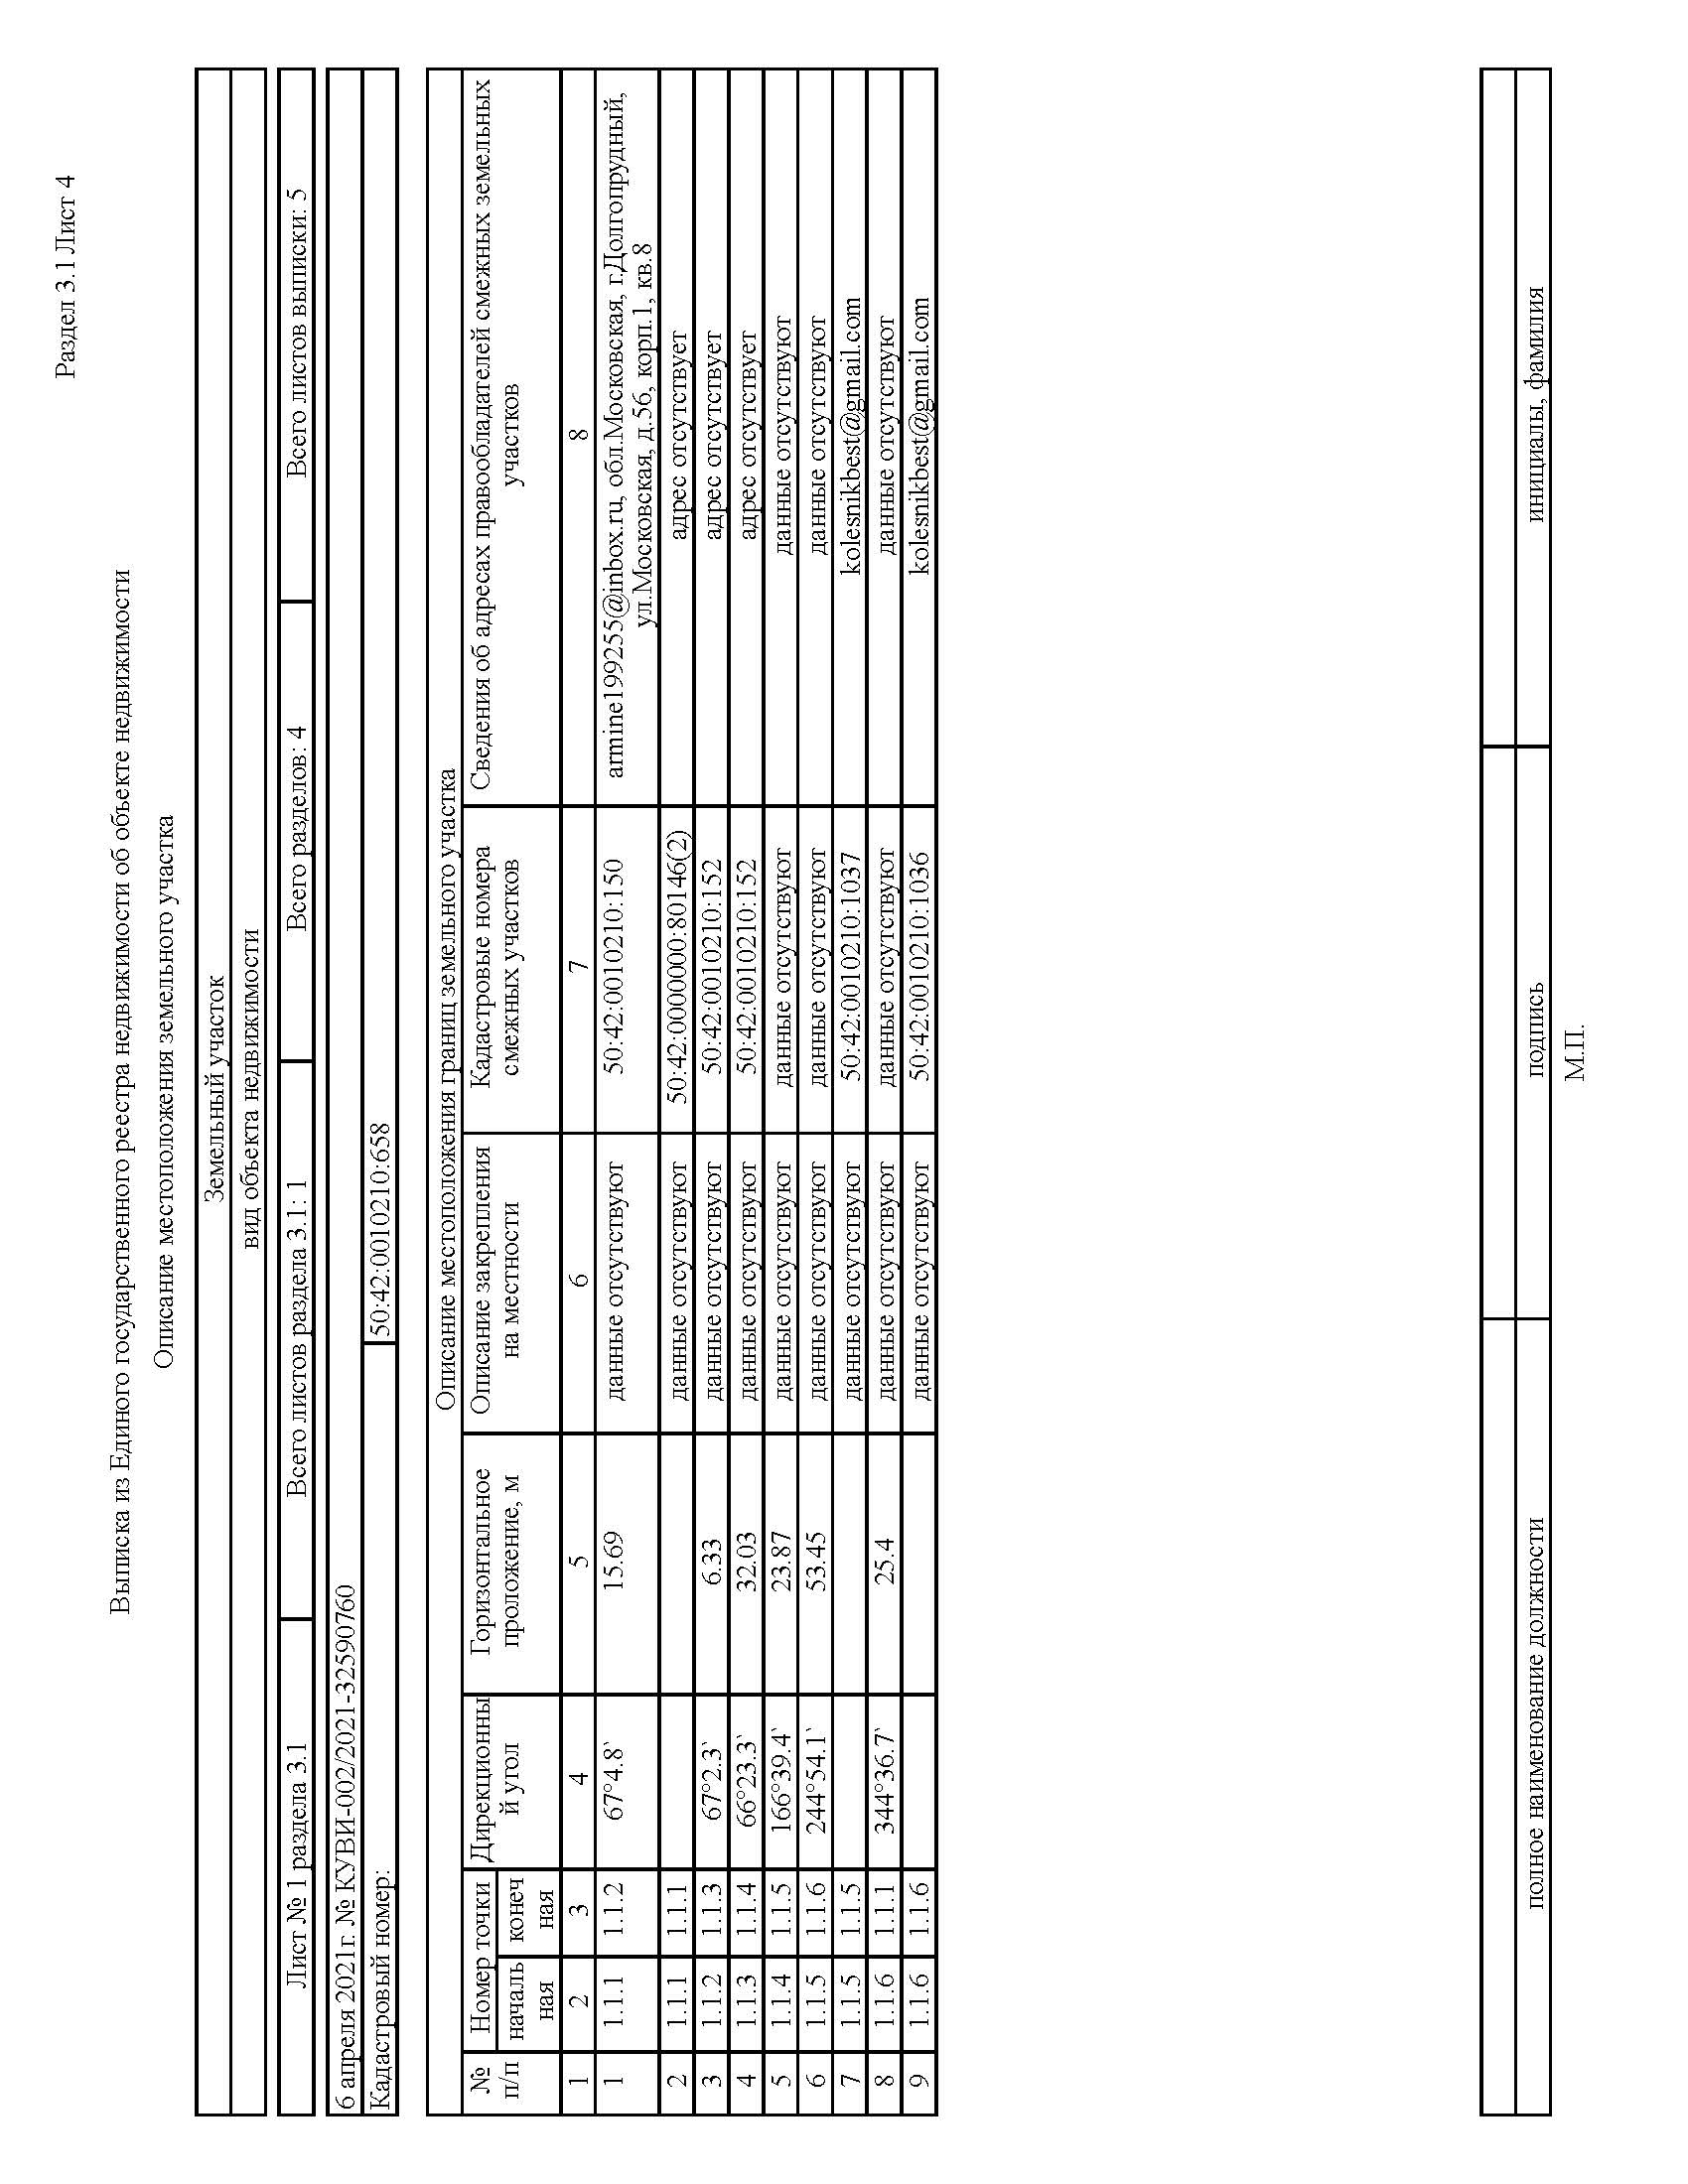 Раздел 3.1 Лист 4
Выписка из Единого государственного реестра недвижимости об объекте недвижимости
Описание местоположения земельного участка
Земельный участок
вид объекта недвижимости
Лист № 1 раздела 3.1 Всего листов раздела 3.1: 1 Всего разделов: 4 Всего листов выписки: 5
6 апреля 2021г. № КУВИ-002/2021-32590760
Кадастровый номер: 50:42:0010210:658
Описание местоположения границ земельного участка
№ п/п Номер точки Дирекционны Горизонтальное Описание закрепления Кадастровые номера Сведения об адресах правообладателей смежных земельных
началь ная конеч ная й угол проложение, м на местности смежных участков участков
1 2 3 4 5 6 7 8
1 1.1.1 1.1.2 67°4.8` 15.69 данные отсутствуют 50:42:0010210:150 armine199255@inbox.ru, обл.Московская, г.Долгопрудный,
ул.Московская, д.56, корп.1, кв.8
2 1.1.1 1.1.1 данные отсутствуют 50:42:0000000:80146(2) адрес отсутствует
3 1.1.2 1.1.3 67°2.3` 6.33 данные отсутствуют 50:42:0010210:152 адрес отсутствует
4 1.1.3 1.1.4 66°23.3` 32.03 данные отсутствуют 50:42:0010210:152 адрес отсутствует
5 1.1.4 1.1.5 166°39.4` 23.87 данные отсутствуют данные отсутствуют данные отсутствуют
6 1.1.5 1.1.6 244°54.1` 53.45 данные отсутствуют данные отсутствуют данные отсутствуют
7 1.1.5 1.1.5 данные отсутствуют 50:42:0010210:1037 kolesnikbest@gmail.com
8 1.1.6 1.1.1 344°36.7` 25.4 данные отсутствуют данные отсутствуют данные отсутствуют
9 1.1.6 1.1.6 данные отсутствуют 50:42:0010210:1036 kolesnikbest@gmail.com
полное наименование должности подпись инициалы, фамилия
М.П.